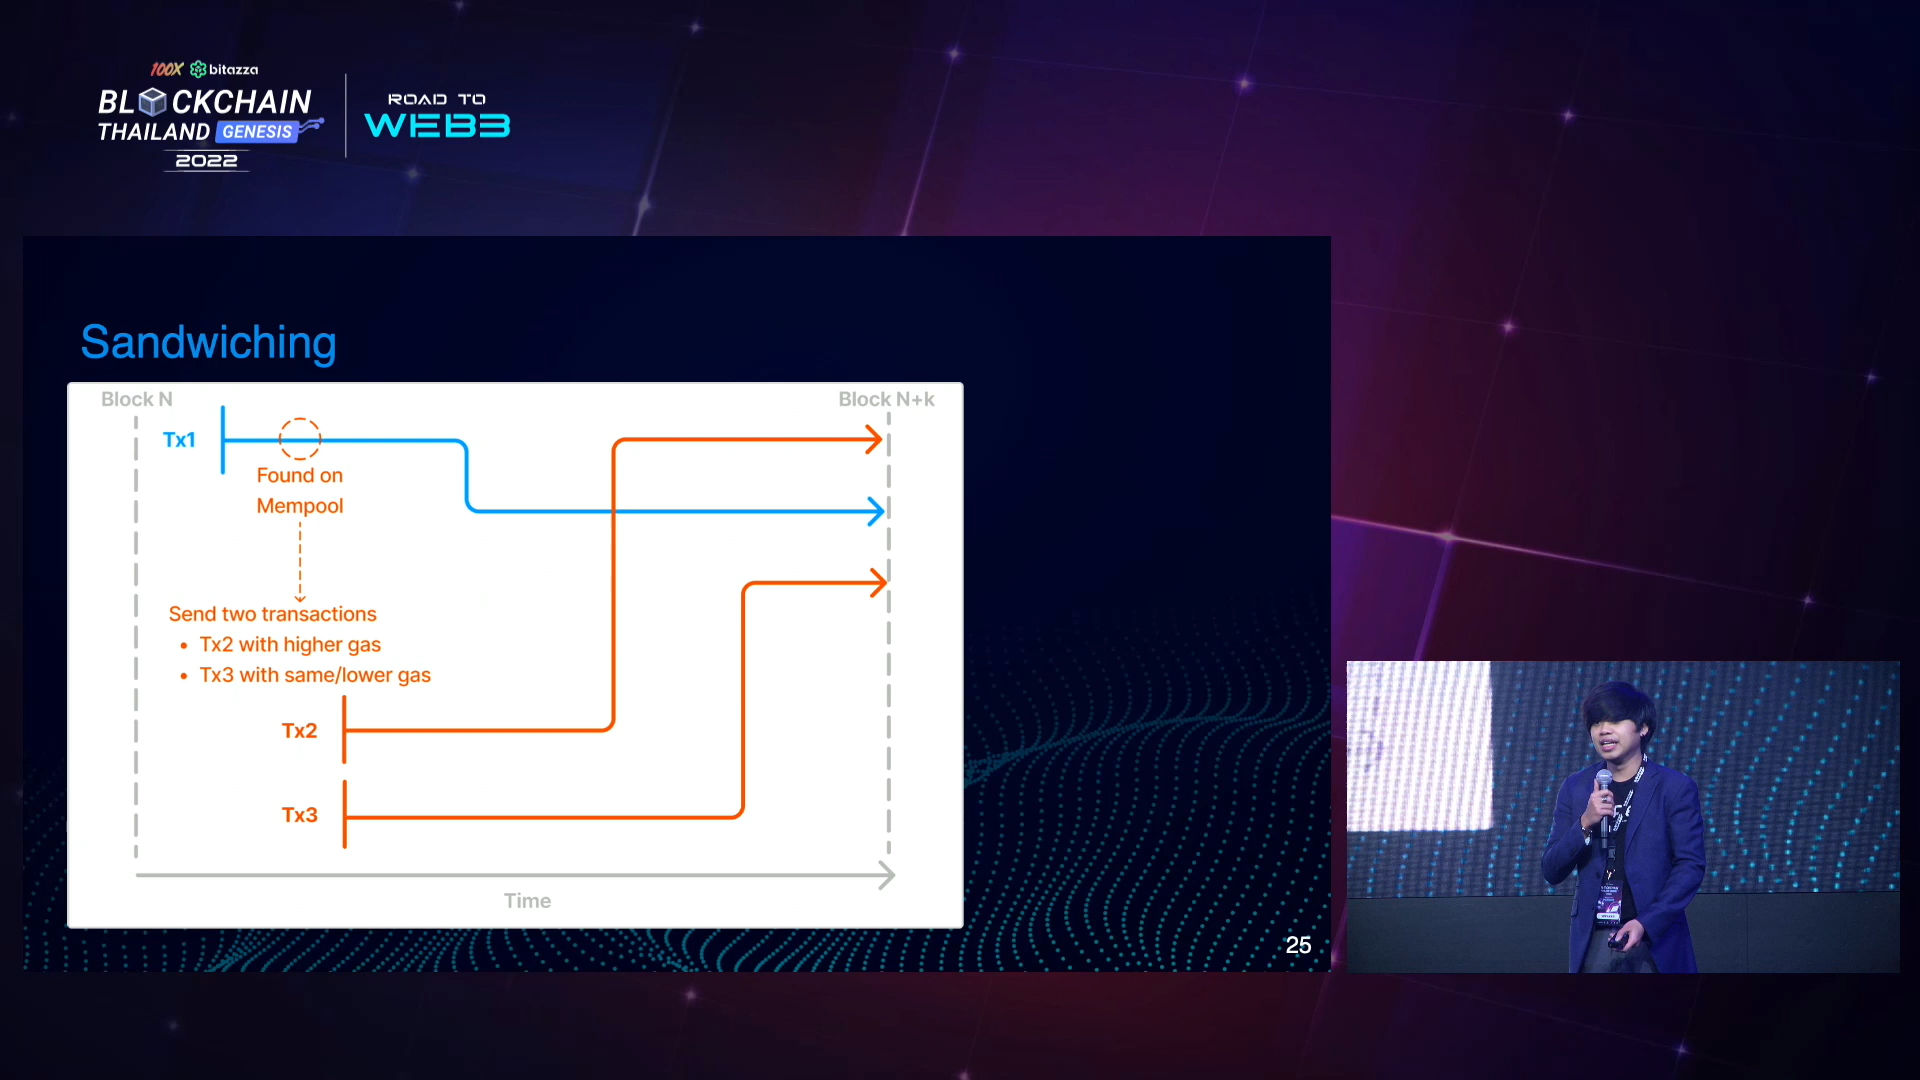 100X bitazza
BLOCKCHAIN
THAILAND GENESIS
2022
ROAD TO
WEB3
Sandwiching
Block N
Block N+k
Tx1
Found on
Mempool
Send two transactions
• Tx2 with higher gas
• Tx3 with same/lower gas
Tx2
Tx3
Time
25